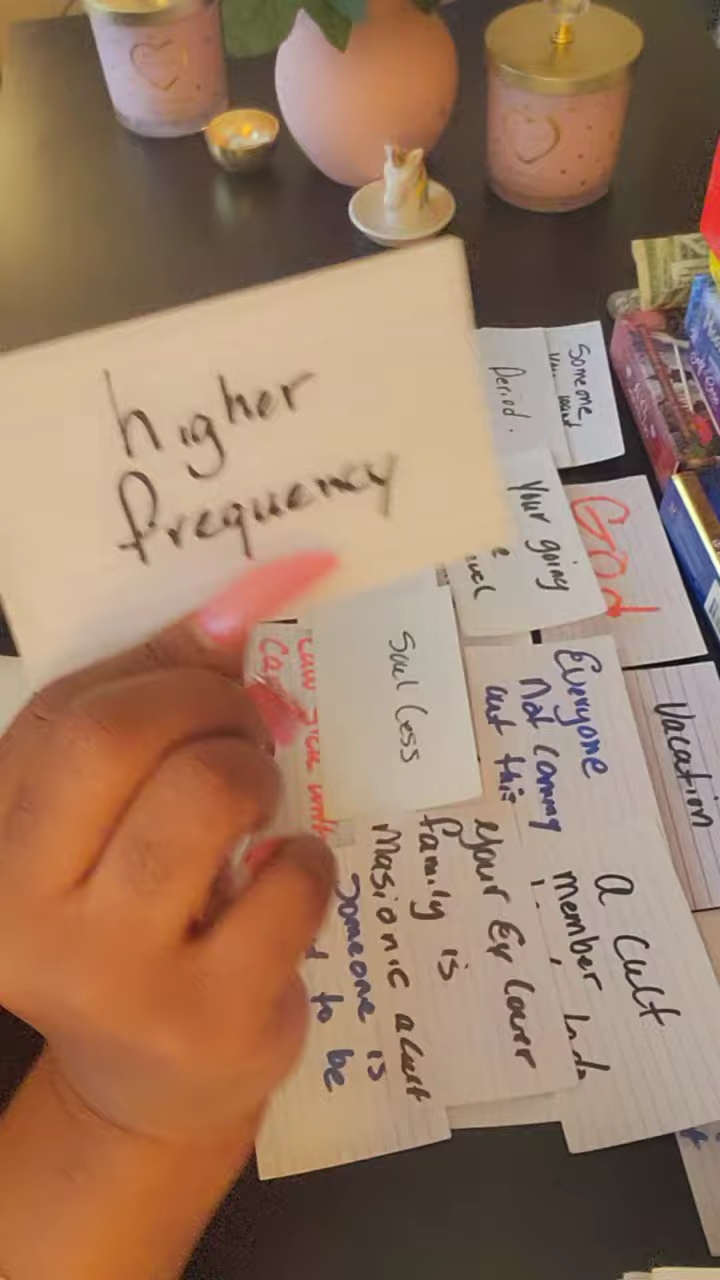 higher
frequency
Someone
Period.
Your going
God
Soul less
Everyone
Not coming
out this
Vacation
a Cult
member
Your Ex Lover
family is
Masionic a Cult
Someone is
to be